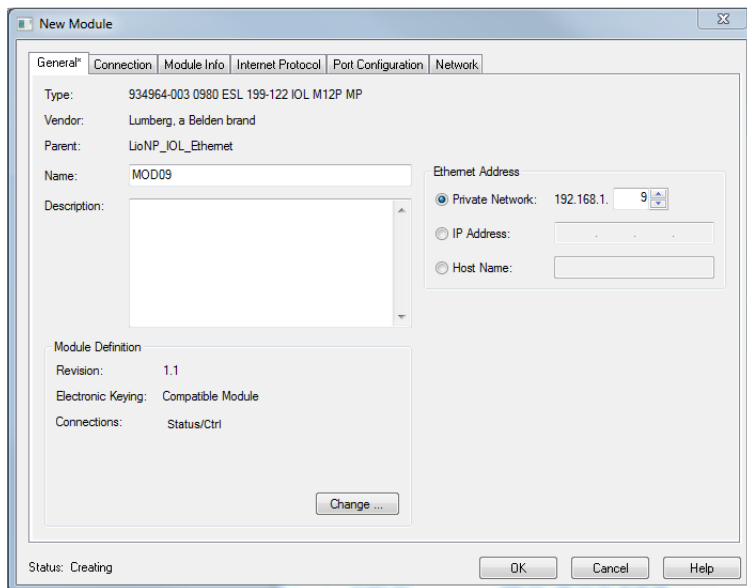 New Module
General* Connection Module Info Internet Protocol Port Configuration Network
Type: 934964-003 0980 ESL 199-122 IOL M12P MP
Vendor: Lumberg, a Belden brand
Parent: LioNP_IOL_Ethernet
Name: MOD09
Description:
Ethernet Address
Private Network: 192.168.1. 9
IP Address: . . .
Host Name:
Module Definition
Revision: 1.1
Electronic Keying: Compatible Module
Connections: Status/Ctrl
Change ...
Status: Creating
OK Cancel Help